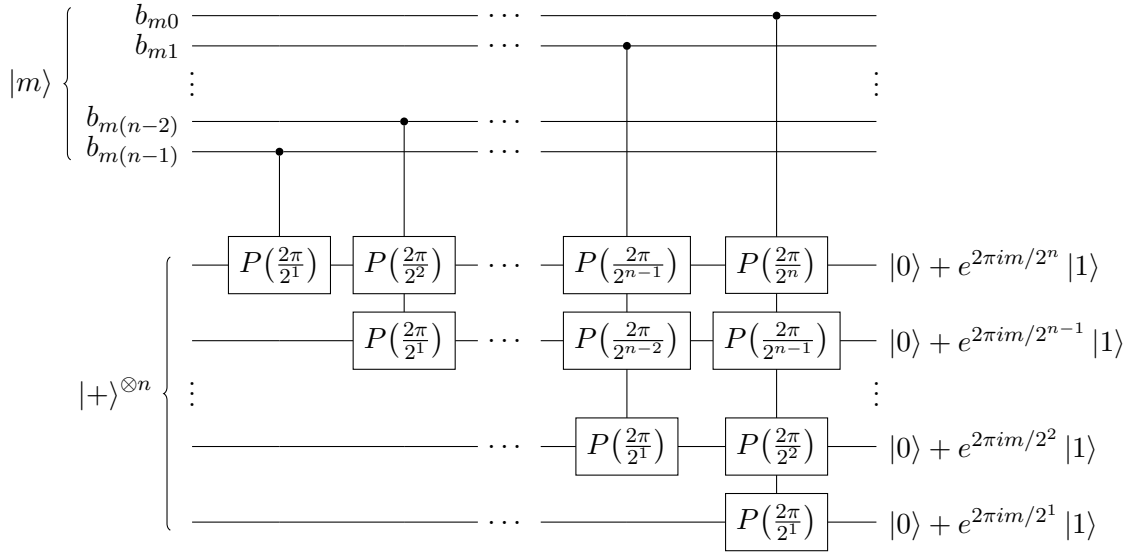 b_{m0}
b_{m1}
|m⟩
b_{m(n−2)}
b_{m(n−1)}
P(2π/2^1) P(2π/2^2) ⋯ P(2π/2^{n−1}) P(2π/2^n) |0⟩ + e^{2πim/2^n} |1⟩
P(2π/2^1) ⋯ P(2π/2^{n−2}) P(2π/2^{n−1}) |0⟩ + e^{2πim/2^{n−1}} |1⟩
|+⟩^{⊗n}
P(2π/2^1) P(2π/2^2) |0⟩ + e^{2πim/2^2} |1⟩
P(2π/2^1) |0⟩ + e^{2πim/2^1} |1⟩